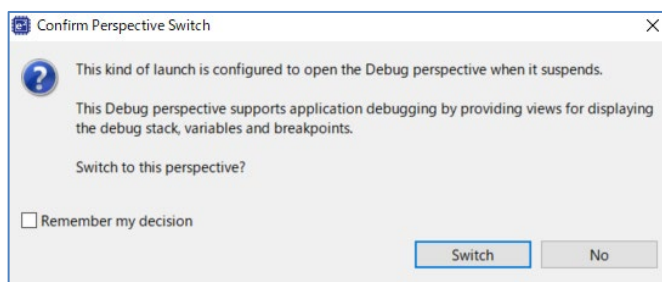 Confirm Perspective Switch
This kind of launch is configured to open the Debug perspective when it suspends.
This Debug perspective supports application debugging by providing views for displaying
the debug stack, variables and breakpoints.
Switch to this perspective?
Remember my decision
Switch
No